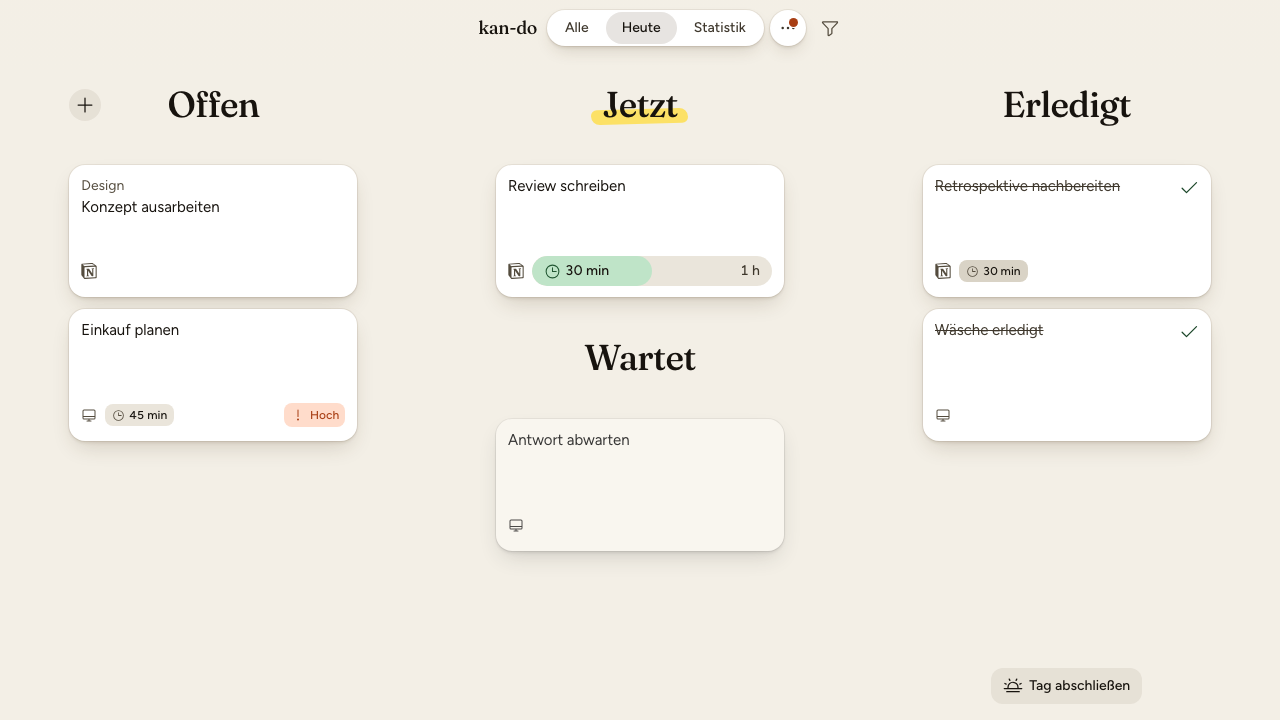 kan-do
Alle
Heute
Statistik
Offen
Design
Konzept ausarbeiten
Einkauf planen
45 min
Hoch
Jetzt
Review schreiben
30 min
1 h
Wartet
Antwort abwarten
Erledigt
Retrospektive nachbereiten
30 min
Wäsche erledigt
Tag abschließen